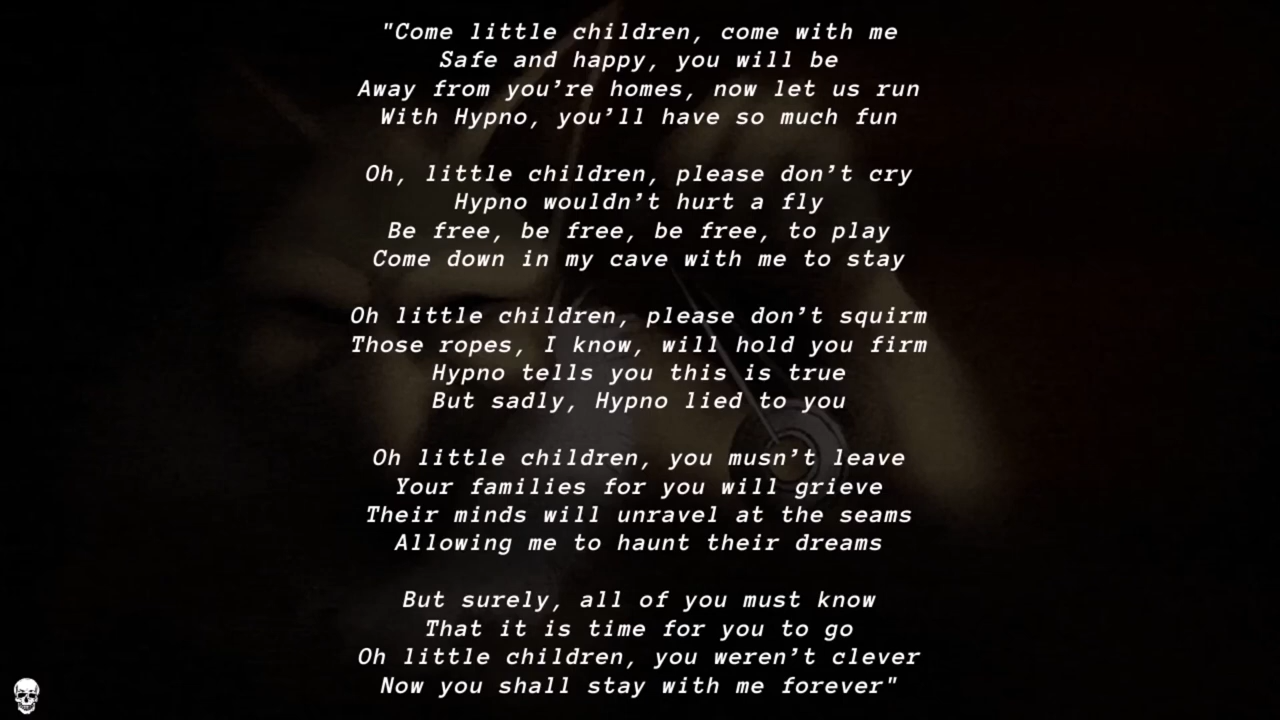 "Come little children, come with me
Safe and happy, you will be
Away from you’re homes, now let us run
With Hypno, you’ll have so much fun
Oh, little children, please don’t cry
Hypno wouldn’t hurt a fly
Be free, be free, be free, to play
Come down in my cave with me to stay
Oh little children, please don’t squirm
Those ropes, I know, will hold you firm
Hypno tells you this is true
But sadly, Hypno lied to you
Oh little children, you musn’t leave
Your families for you will grieve
Their minds will unravel at the seams
Allowing me to haunt their dreams
But surely, all of you must know
That it is time for you to go
Oh little children, you weren’t clever
Now you shall stay with me forever"